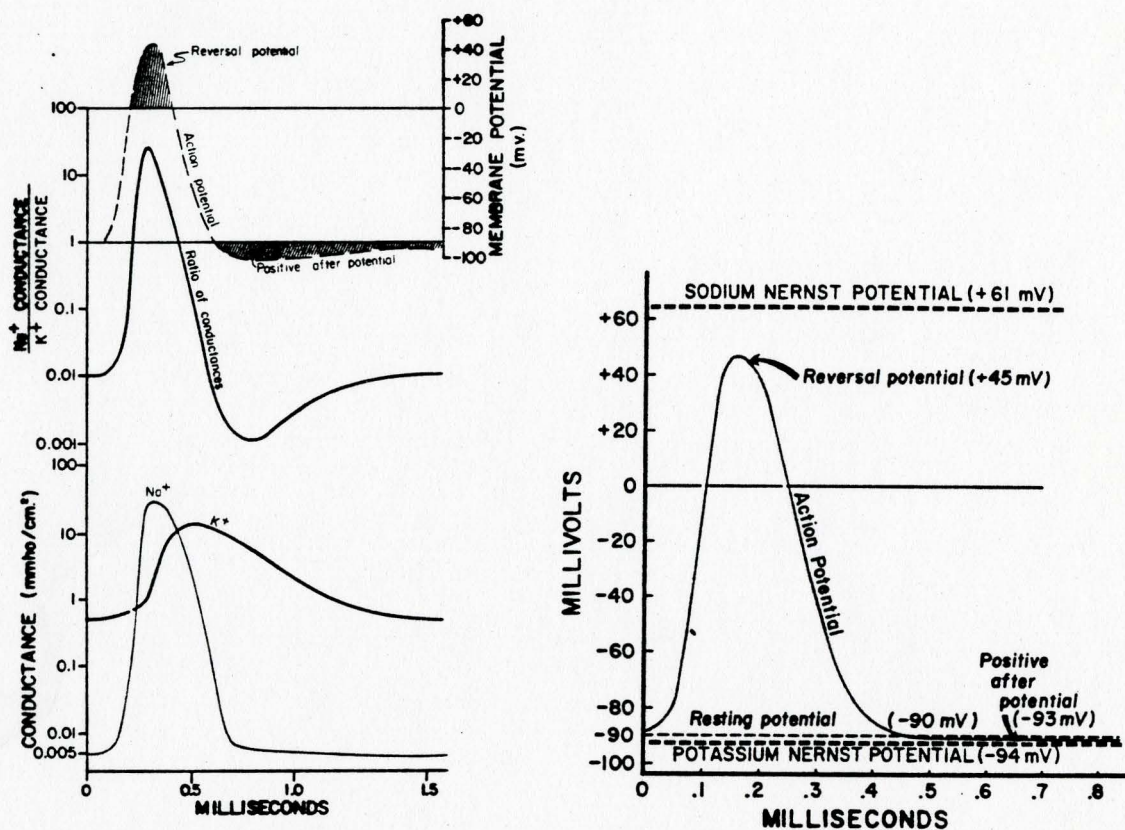 +60
Reversal potential
+40
+20
100
0
-20
Action potential
-40
10
-60
-80
1
-100
Positive after potential
MEMBRANE POTENTIAL
(mv.)
Na+ CONDUCTANCE
K+ CONDUCTANCE
Ratio of conductances
0.1
0.01
0.001
100
Na+
K+
10
1
0.1
0.01
0.005
CONDUCTANCE (mmho/cm.²)
0
0.5
1.0
1.5
MILLISECONDS
SODIUM NERNST POTENTIAL (+61 mV)
+60
Reversal potential (+45 mV)
+40
+20
0
-20
-40
-60
-80
-90
-100
MILLIVOLTS
Action Potential
Positive
after
potential
Resting potential (-90 mV) (-93 mV)
POTASSIUM NERNST POTENTIAL (-94 mV)
0 .1 .2 .3 .4 .5 .6 .7 .8
MILLISECONDS